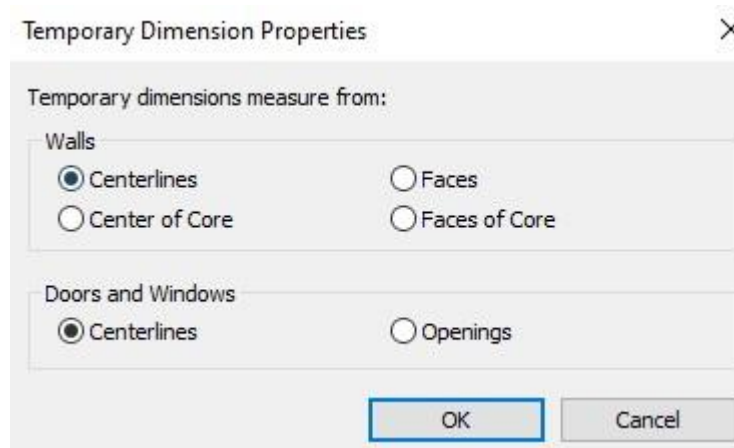 Temporary Dimension Properties
Temporary dimensions measure from:
Walls
Centerlines Faces
Center of Core Faces of Core
Doors and Windows
Centerlines Openings
OK Cancel